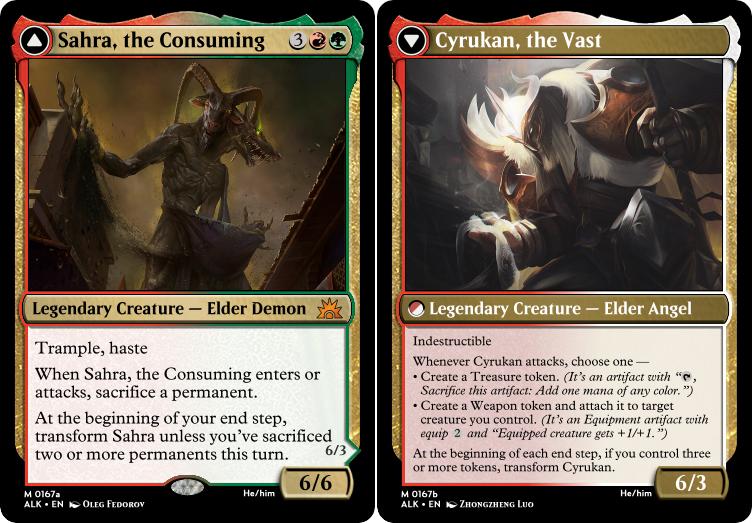 Sahra, the Consuming 3
Legendary Creature — Elder Demon
Trample, haste
When Sahra, the Consuming enters or
attacks, sacrifice a permanent.
At the beginning of your end step,
transform Sahra unless you've sacrificed
two or more permanents this turn.
6/3
6/6
M 0167a
He/him
ALK • EN Oleg Fedorov
Cyrukan, the Vast
Legendary Creature — Elder Angel
Indestructible
Whenever Cyrukan attacks, choose one —
• Create a Treasure token. (It's an artifact with “,
Sacrifice this artifact: Add one mana of any color.”)
• Create a Weapon token and attach it to target
creature you control. (It's an Equipment artifact with
equip 2 and “Equipped creature gets +1/+1.”)
At the beginning of each end step, if you control three
or more tokens, transform Cyrukan.
6/3
M 0167b
He/him
ALK • EN Zhongzheng Luo